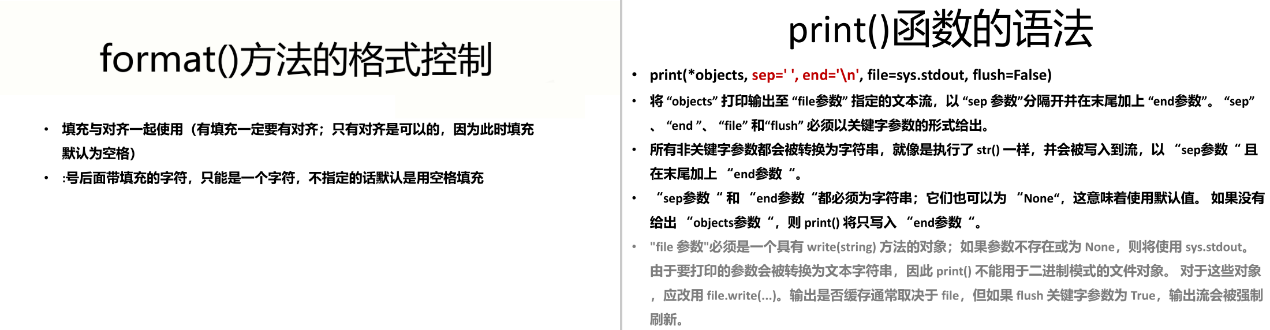 format()方法的格式控制
• 填充与对齐一起使用（有填充一定要有对齐；只有对齐是可以的，因为此时填充
默认为空格）
• :号后面带填充的字符，只能是一个字符，不指定的话默认是用空格填充
print()函数的语法
• print(*objects, sep=' ', end='\n', file=sys.stdout, flush=False)
• 将 “objects” 打印输出至 “file参数” 指定的文本流，以 “sep 参数”分隔开并在末尾加上 “end参数”。 “sep”
、 “end ”、 “file” 和“flush” 必须以关键字参数的形式给出。
• 所有非关键字参数都会被转换为字符串，就像是执行了 str() 一样，并会被写入到流，以 “sep参数 “ 且
在末尾加上 “end参数 “。
• “sep参数 “ 和 “end参数 “都必须为字符串；它们也可以为 “None“，这意味着使用默认值。 如果没有
给出 “objects参数 “，则 print() 将只写入 “end参数 “。
• "file 参数"必须是一个具有 write(string) 方法的对象；如果参数不存在或为 None，则将使用 sys.stdout。
由于要打印的参数会被转换为文本字符串，因此 print() 不能用于二进制模式的文件对象。 对于这些对象
，应改用 file.write(...)。输出是否缓存通常取决于 file，但如果 flush 关键字参数为 True，输出流会被强制
刷新。